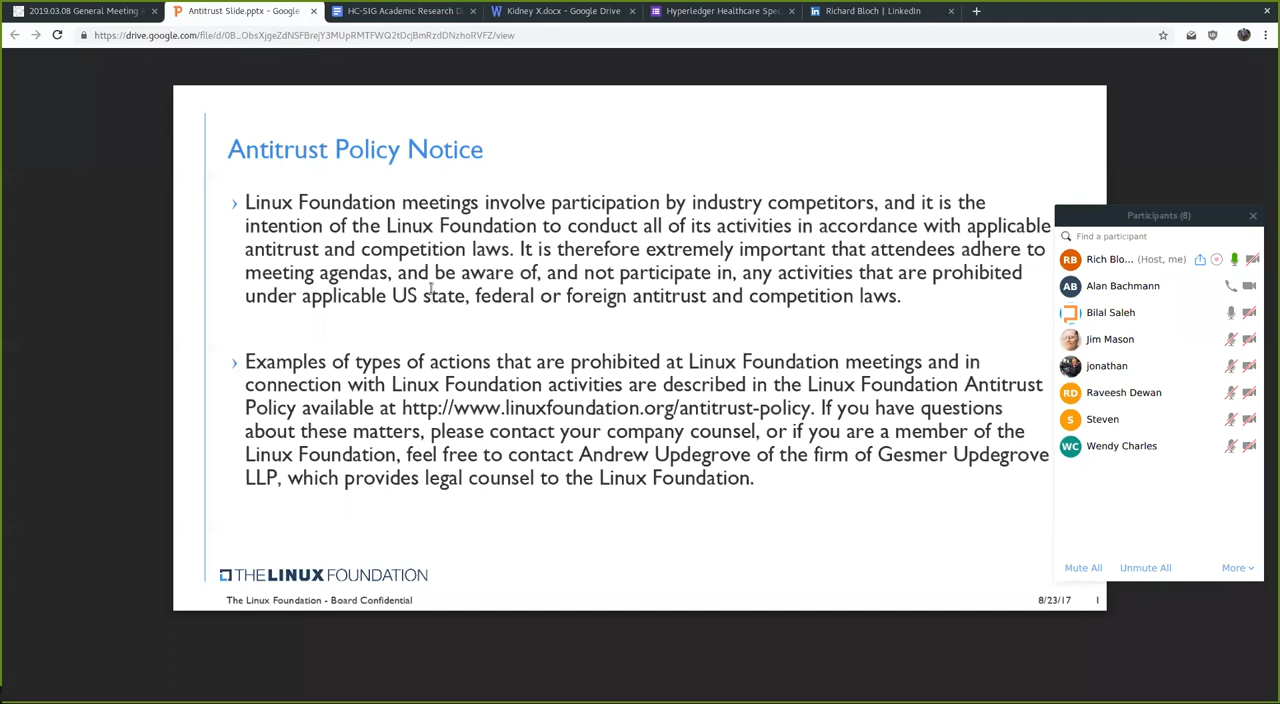 2019.03.08 General Meeting
Antitrust Slide.pptx - Google
HC-SIG Academic Research D
Kidney X.docx - Google Drive
Hyperledger Healthcare Spec
Richard Bloch | LinkedIn
Antitrust Policy Notice
› Linux Foundation meetings involve participation by industry competitors, and it is the
intention of the Linux Foundation to conduct all of its activities in accordance with applicable
antitrust and competition laws. It is therefore extremely important that attendees adhere to
meeting agendas, and be aware of, and not participate in, any activities that are prohibited
under applicable US state, federal or foreign antitrust and competition laws.
› Examples of types of actions that are prohibited at Linux Foundation meetings and in
connection with Linux Foundation activities are described in the Linux Foundation Antitrust
Policy available at http://www.linuxfoundation.org/antitrust-policy. If you have questions
about these matters, please contact your company counsel, or if you are a member of the
Linux Foundation, feel free to contact Andrew Updegrove of the firm of Gesmer Updegrove
LLP, which provides legal counsel to the Linux Foundation.
THE LINUX FOUNDATION
The Linux Foundation - Board Confidential
8/23/17 1
Participants (8)
Find a participant
RB Rich Blo... (Host, me)
AB Alan Bachmann
Bilal Saleh
Jim Mason
jonathan
RD Raveesh Dewan
S Steven
WC Wendy Charles
Mute All Unmute All More